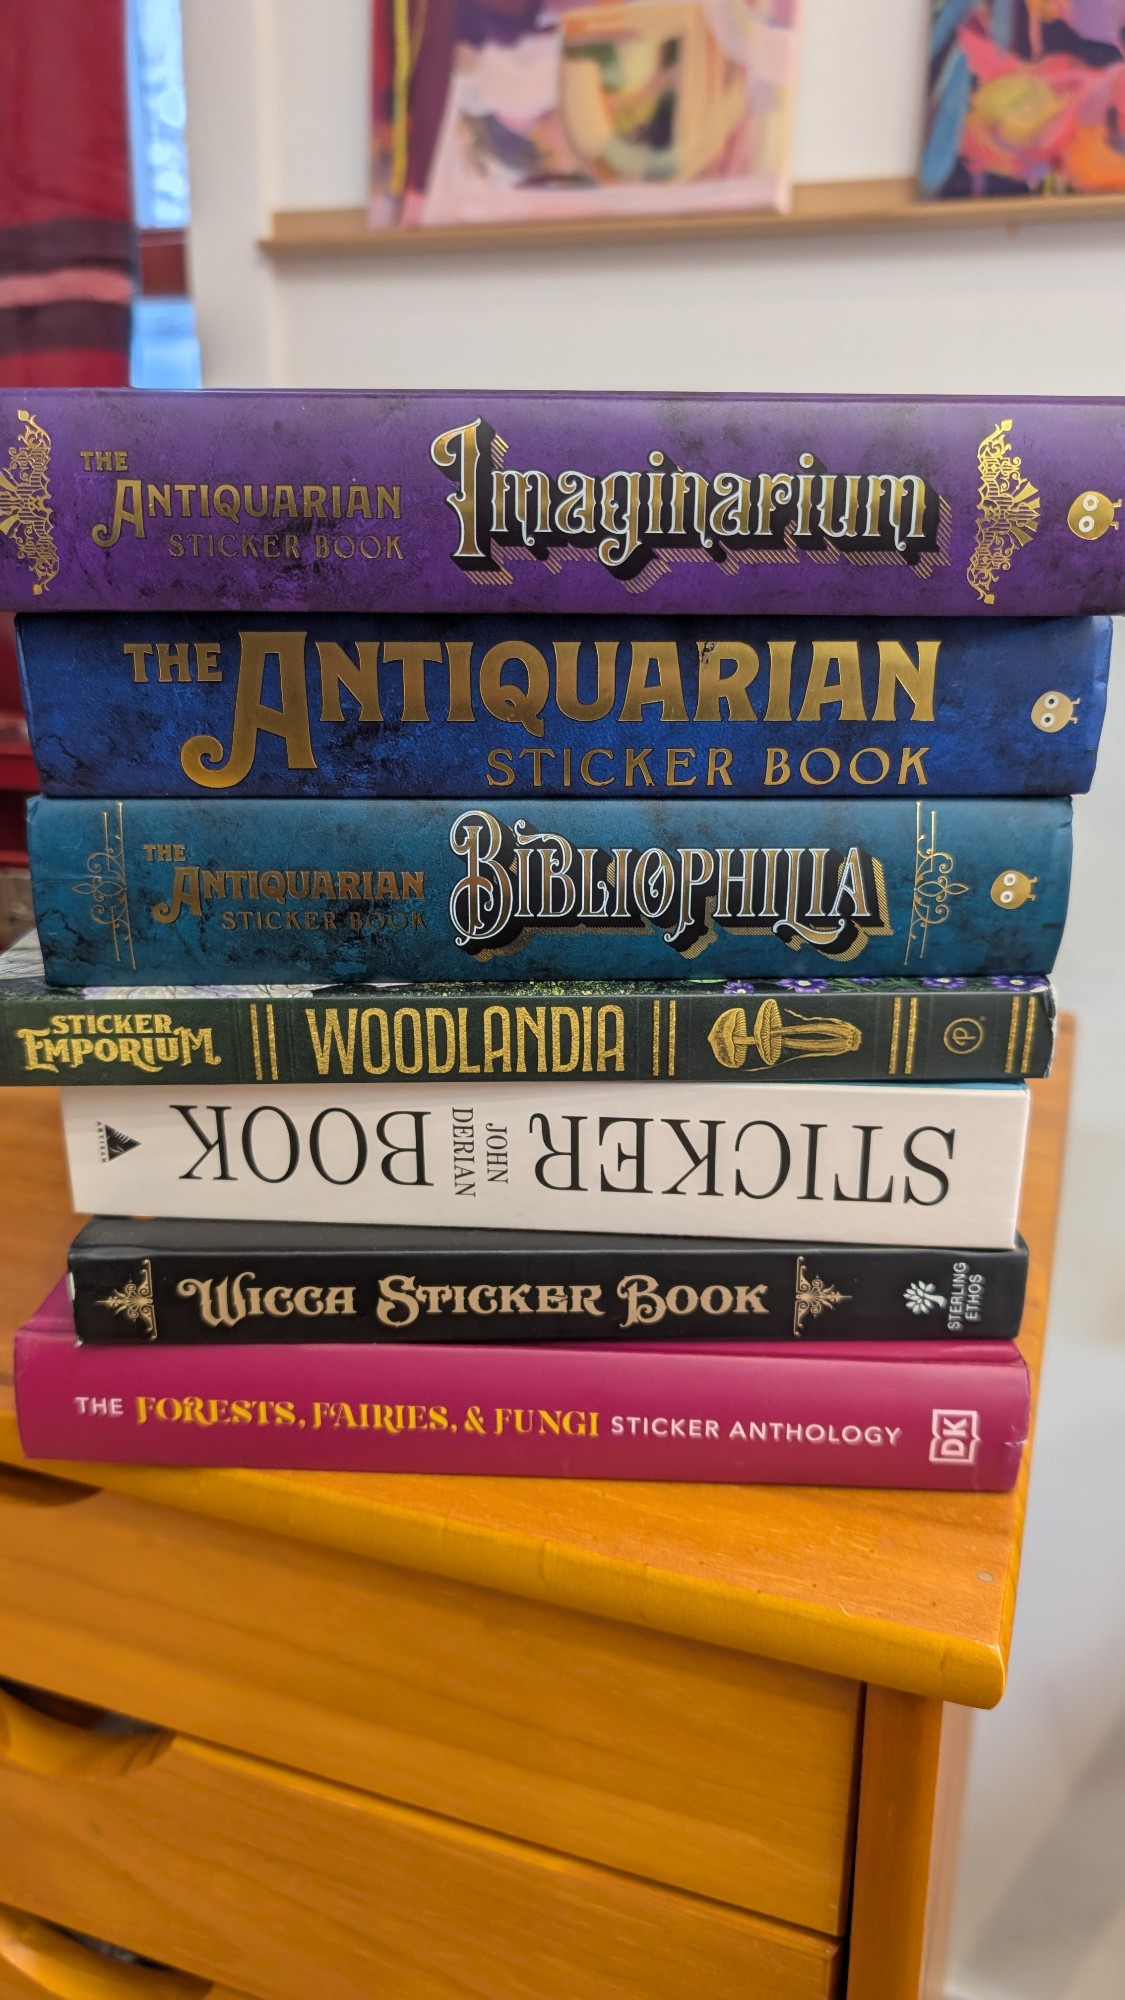 THE
ANTIQUARIAN
STICKER BOOK
Imaginarium
THE ANTIQUARIAN
STICKER BOOK
THE
ANTIQUARIAN
STICKER BOOK
BIBLIOPHILIA
STICKER
EMPORIUM
WOODLANDIA
P
STICKER
JOHN
DERIAN
BOOK
ARTISAN
WICCA STICKER BOOK
STERLING
ETHOS
THE FORESTS, FAIRIES, & FUNGI STICKER ANTHOLOGY
DK